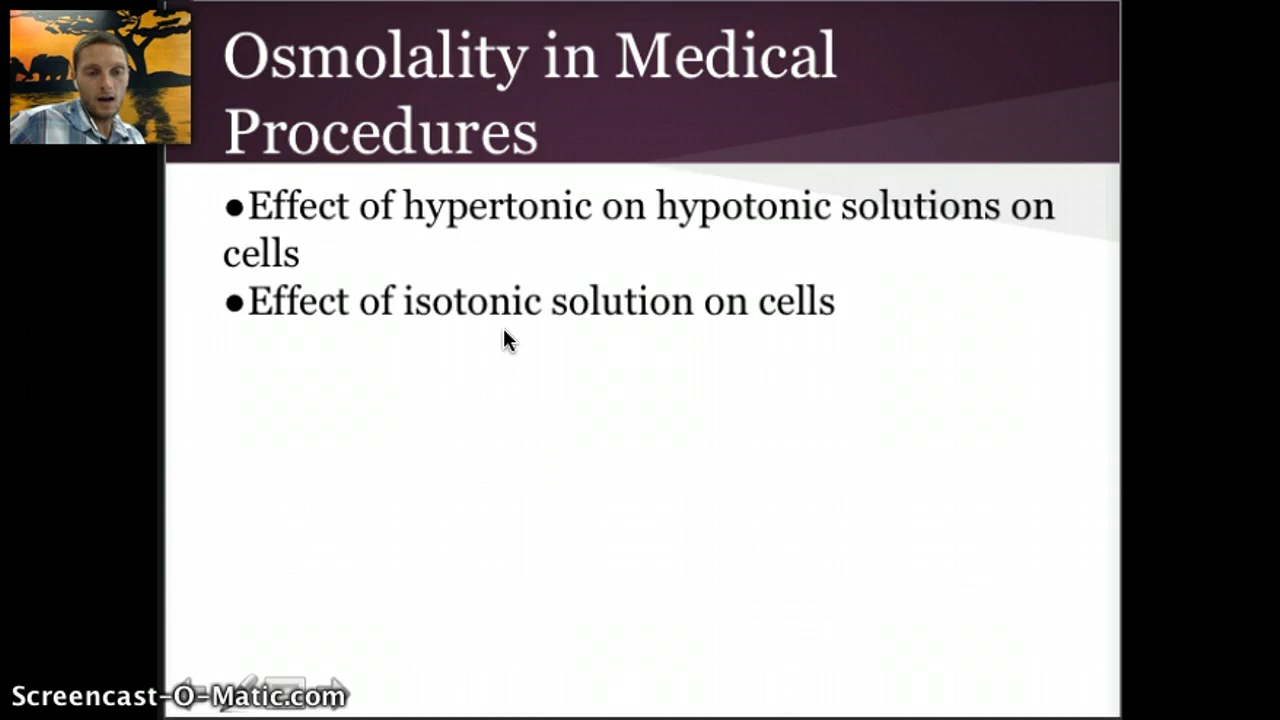 Osmolality in Medical
Procedures
●Effect of hypertonic on hypotonic solutions on
cells
●Effect of isotonic solution on cells
Screencast-O-Matic.com